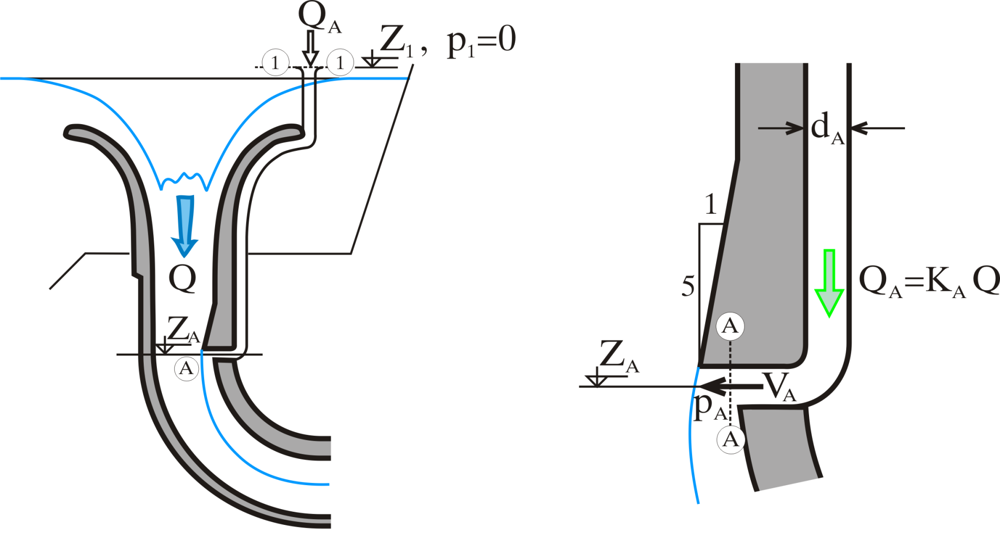 Q_A
Z_1, p_1=0
1 1
Q
Z_A
A
d_A
1
5
Q_A=K_A Q
A
Z_A
V_A
p_A
A